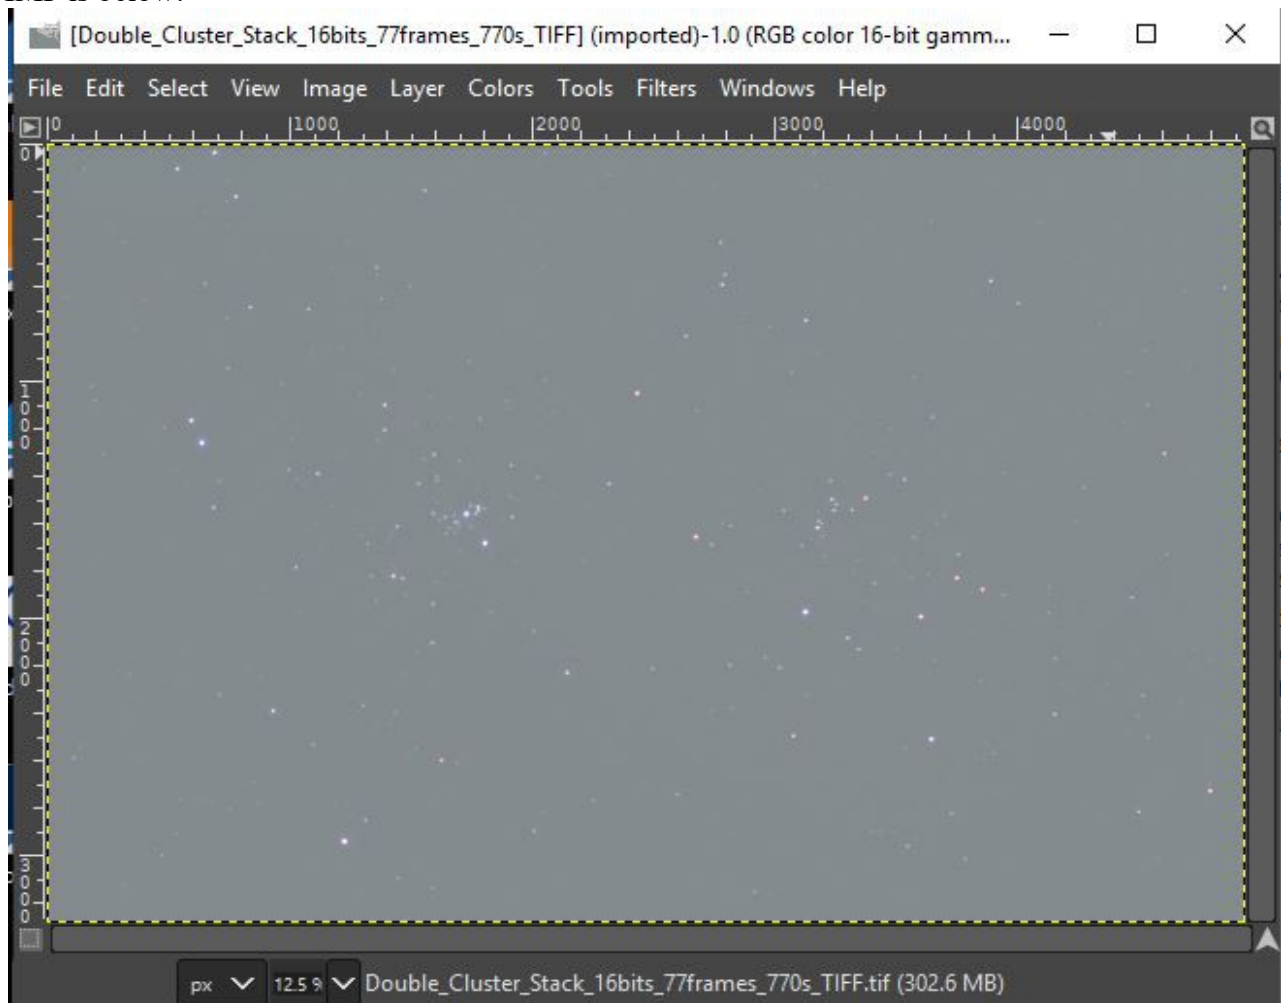 [Double_Cluster_Stack_16bits_77frames_770s_TIFF] (imported)-1.0 (RGB color 16-bit gamm...
File Edit Select View Image Layer Colors Tools Filters Windows Help
0 1000 2000 3000 4000
0
1000
2000
3000
px 12.5 % Double_Cluster_Stack_16bits_77frames_770s_TIFF.tif (302.6 MB)